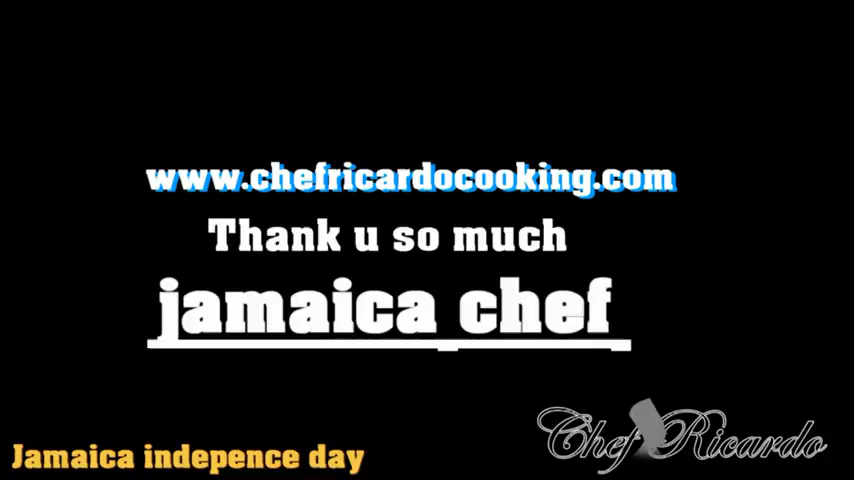 www.chefricardocooking.com
Thank u so much
jamaica chef
Jamaica indepence day
Chef Ricardo